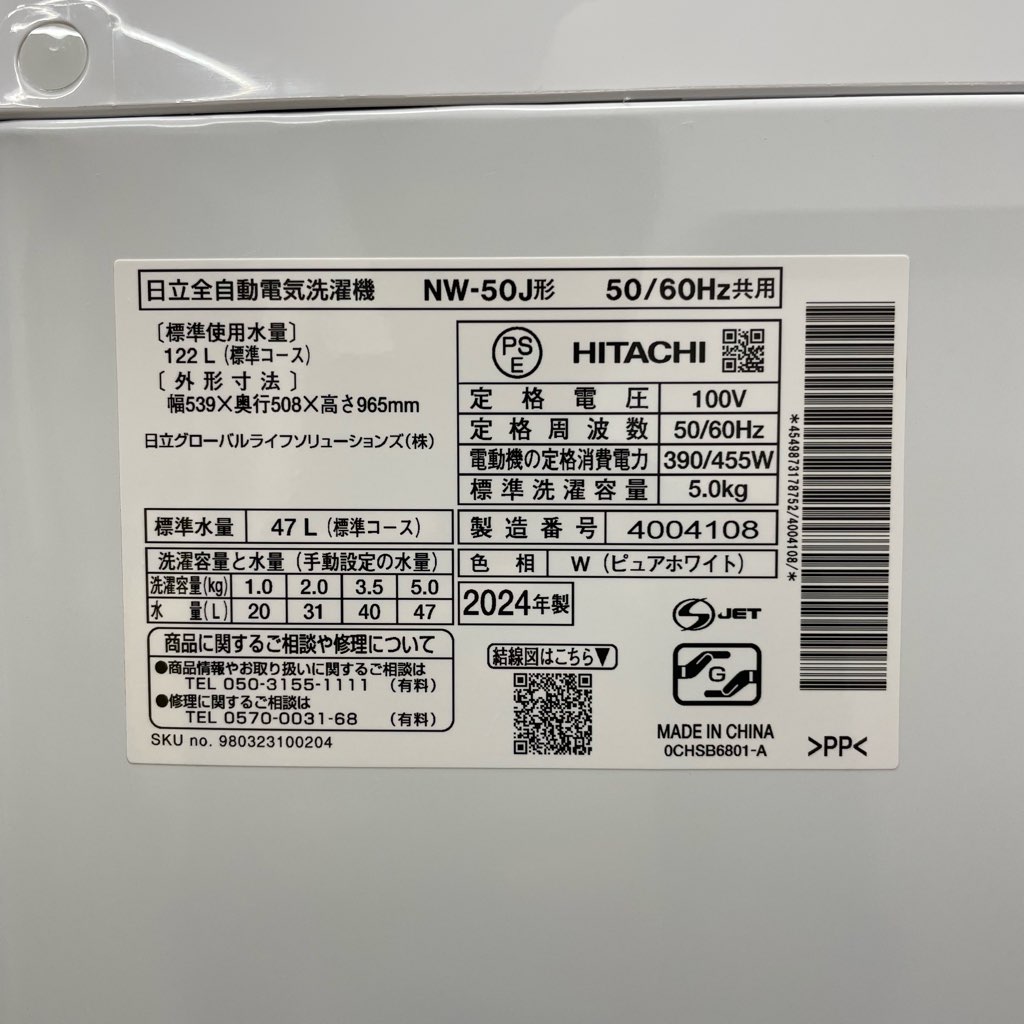 日立全自動電気洗濯機 NW-50J形 50/60Hz共用
〔標準使用水量〕
122 L（標準コース）
〔外形寸法〕
幅539×奥行508×高さ965mm
日立グローバルライフソリューションズ（株）
PS
E
HITACHI
定格電圧 100V
定格周波数 50/60Hz
電動機の定格消費電力 390/455W
標準洗濯容量 5.0kg
標準水量 47 L（標準コース）
製造番号 4004108
洗濯容量と水量（手動設定の水量）
洗濯容量(kg) 1.0 2.0 3.5 5.0
水量(L) 20 31 40 47
色相 W（ピュアホワイト）
2024年製
S JET
商品に関するご相談や修理について
●商品情報やお取り扱いに関するご相談は
TEL 050-3155-1111 （有料）
●修理に関するご相談は
TEL 0570-0031-68 （有料）
SKU no. 980323100204
結線図はこちら▼
G
MADE IN CHINA
0CHSB6801-A
>PP<
*4549873178752/4004108/*